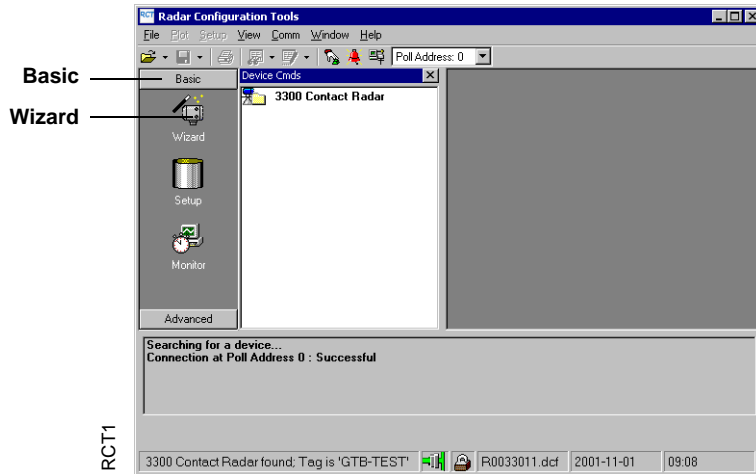 RCT Radar Configuration Tools
File Plot Setup View Comm Window Help
Poll Address: 0
Basic
Wizard
Basic
Wizard
Setup
Monitor
Advanced
Device Cmds
3300 Contact Radar
Searching for a device...
Connection at Poll Address 0 : Successful
3300 Contact Radar found; Tag is 'GTB-TEST' R0033011.dcf 2001-11-01 09:08
RCT1